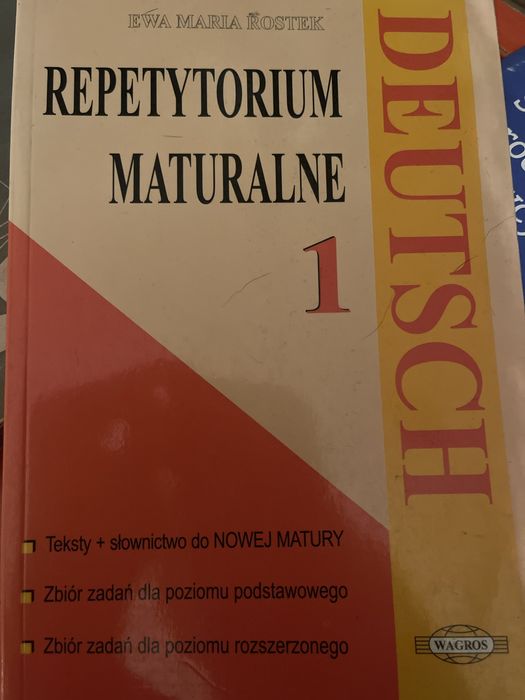 EWA MARIA ROSTEK
REPETYTORIUM
MATURALNE
1
DEUTSCH
Teksty + słownictwo do NOWEJ MATURY
Zbiór zadań dla poziomu podstawowego
Zbiór zadań dla poziomu rozszerzonego
WAGROS